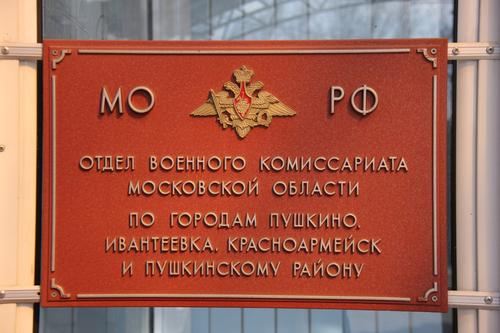 МО РФ
ОТДЕЛ ВОЕННОГО КОМИССАРИАТА
МОСКОВСКОЙ ОБЛАСТИ
ПО ГОРОДАМ ПУШКИНО,
ИВАНТЕЕВКА, КРАСНОАРМЕЙСК
И ПУШКИНСКОМУ РАЙОНУ